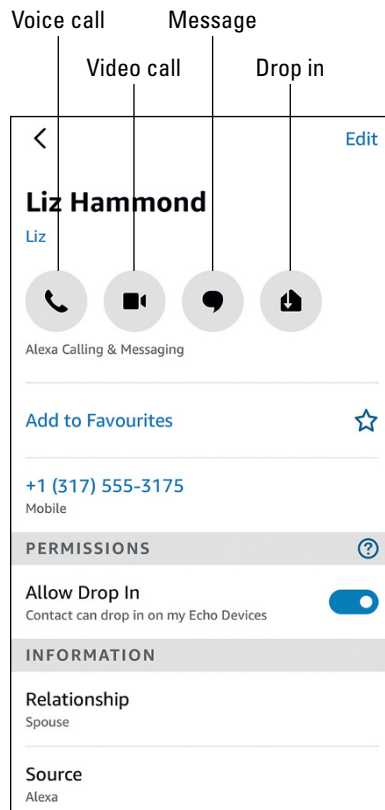 Voice call Message
Video call Drop in
Edit
Liz Hammond
Liz
Alexa Calling & Messaging
Add to Favourites
+1 (317) 555-3175
Mobile
PERMISSIONS
Allow Drop In
Contact can drop in on my Echo Devices
INFORMATION
Relationship
Spouse
Source
Alexa